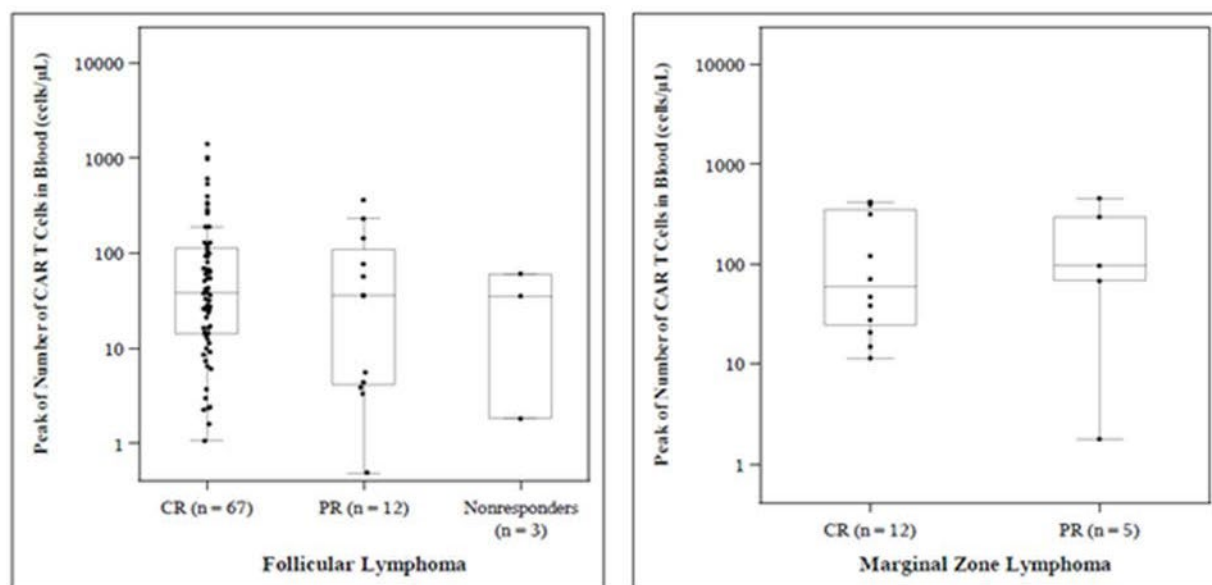 Peak of Number of CAR T Cells in Blood (cells/µL)
10000
1000
100
10
1
CR (n = 67)
PR (n = 12)
Nonresponders
(n = 3)
Follicular Lymphoma
Peak of Number of CAR T Cells in Blood (cells/µL)
10000
1000
100
10
1
CR (n = 12)
PR (n = 5)
Marginal Zone Lymphoma